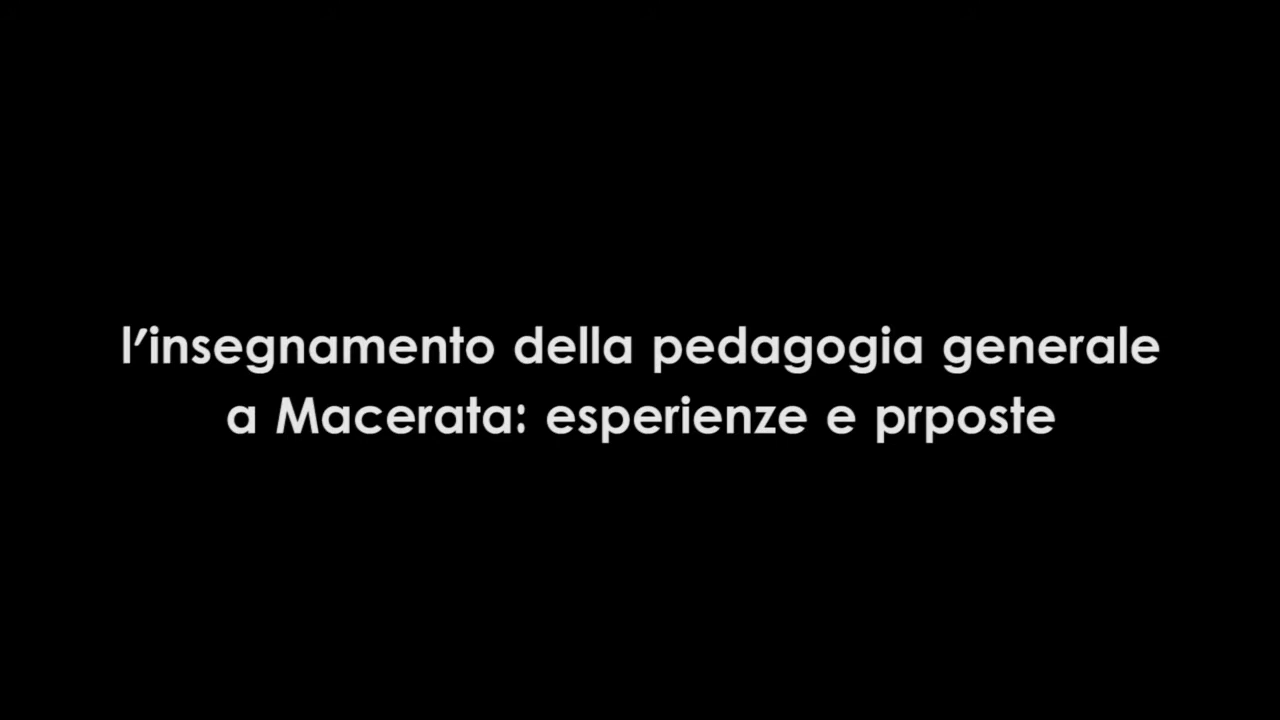 l'insegnamento della pedagogia generale
a Macerata: esperienze e prposte